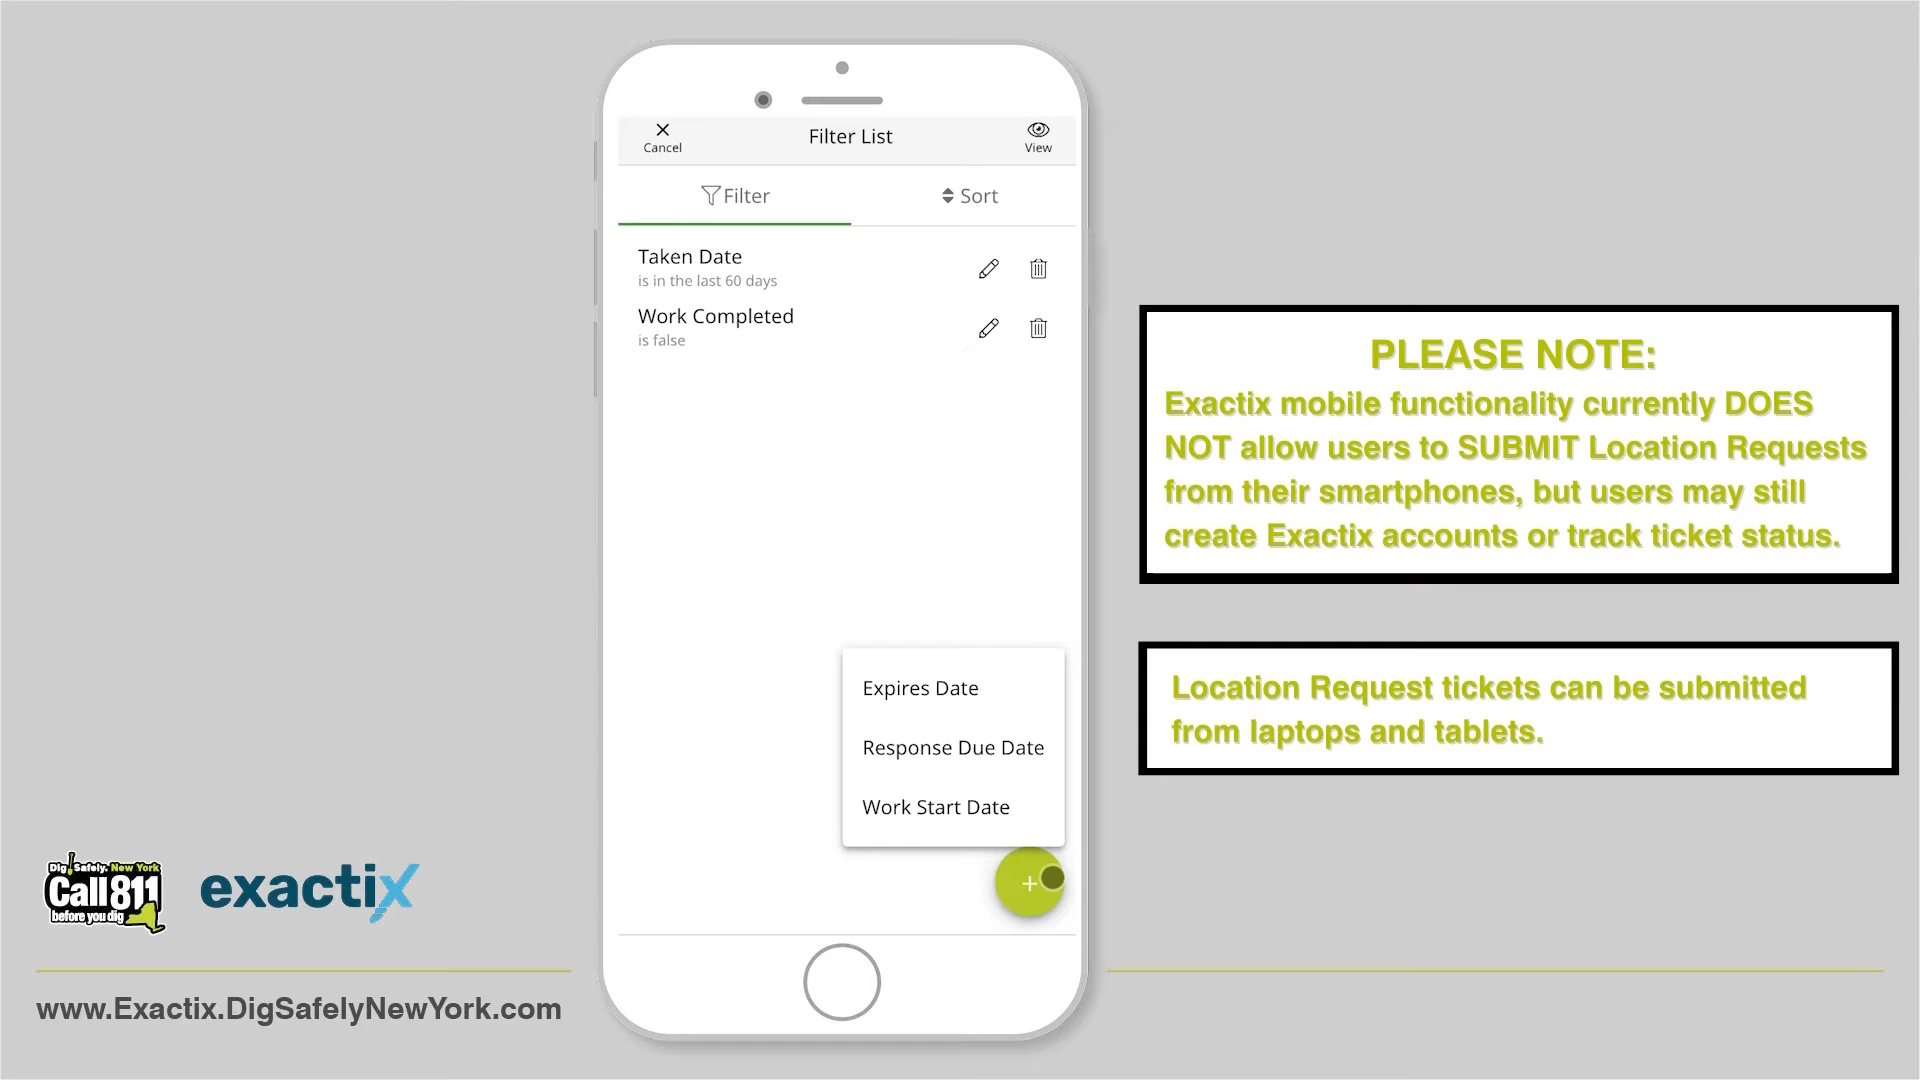 Cancel
Filter List
View
Filter
Sort
Taken Date
is in the last 60 days
Work Completed
is false
Expires Date
Response Due Date
Work Start Date
+
PLEASE NOTE:
Exactix mobile functionality currently DOES
NOT allow users to SUBMIT Location Requests
from their smartphones, but users may still
create Exactix accounts or track ticket status.
Location Request tickets can be submitted
from laptops and tablets.
Dig Safely. New York
Call811
before you dig
exactix
www.Exactix.DigSafelyNewYork.com